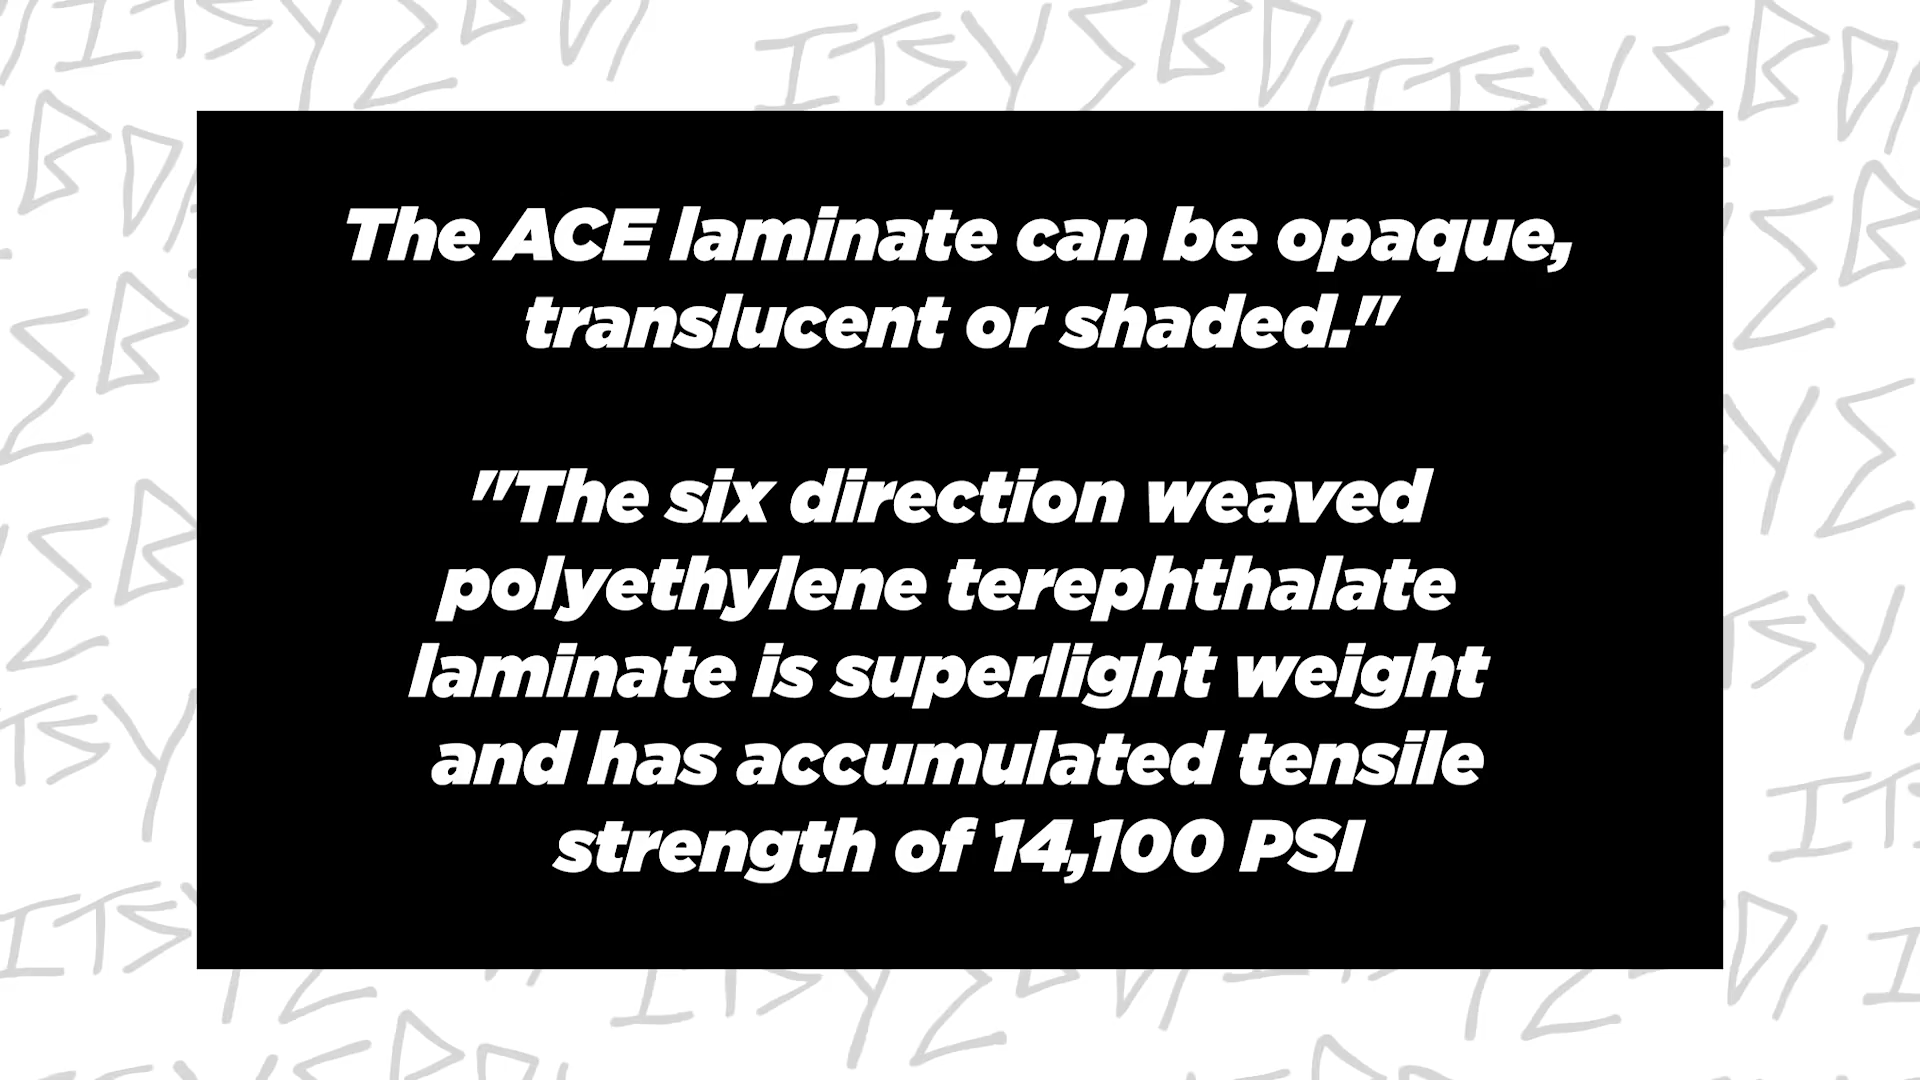 The ACE laminate can be opaque,
translucent or shaded."
"The six direction weaved
polyethylene terephthalate
laminate is superlight weight
and has accumulated tensile
strength of 14,100 PSI